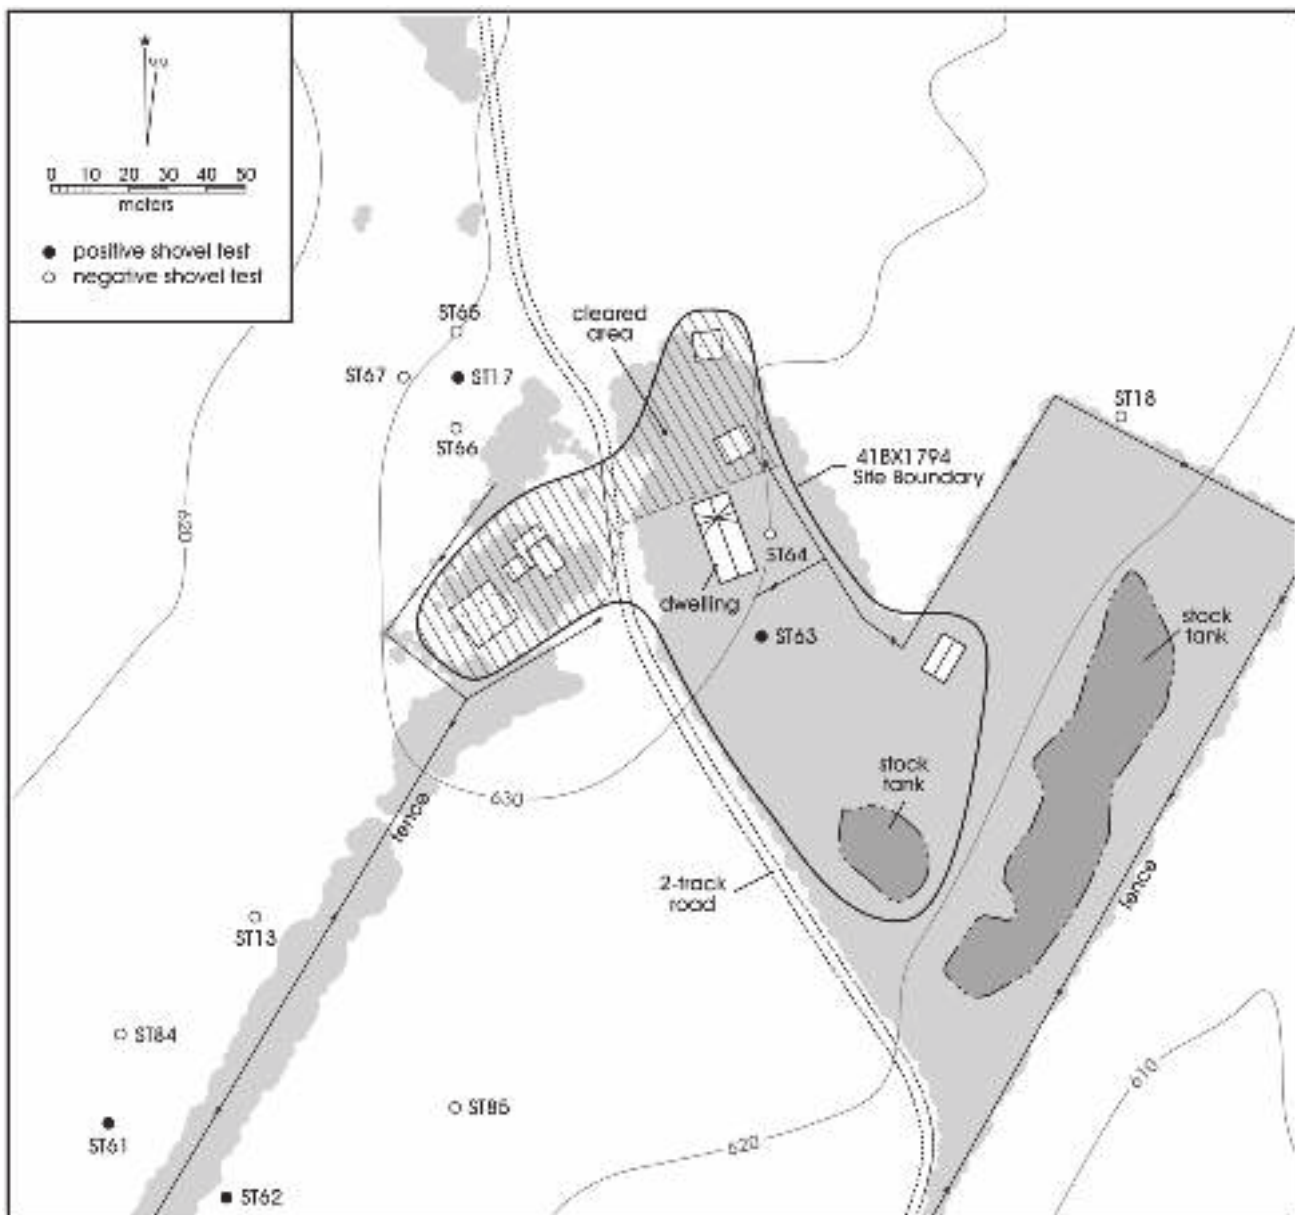 0 10 20 30 40 50
meters
positive shovel test
negative shovel test
ST65
cleared
area
ST67
ST17
ST18
ST66
41BX1794
Site Boundary
620
ST64
dwelling
stock
tank
ST63
stock
tank
630
fence
2-track
road
fence
ST13
ST84
610
ST85
ST61
620
ST62